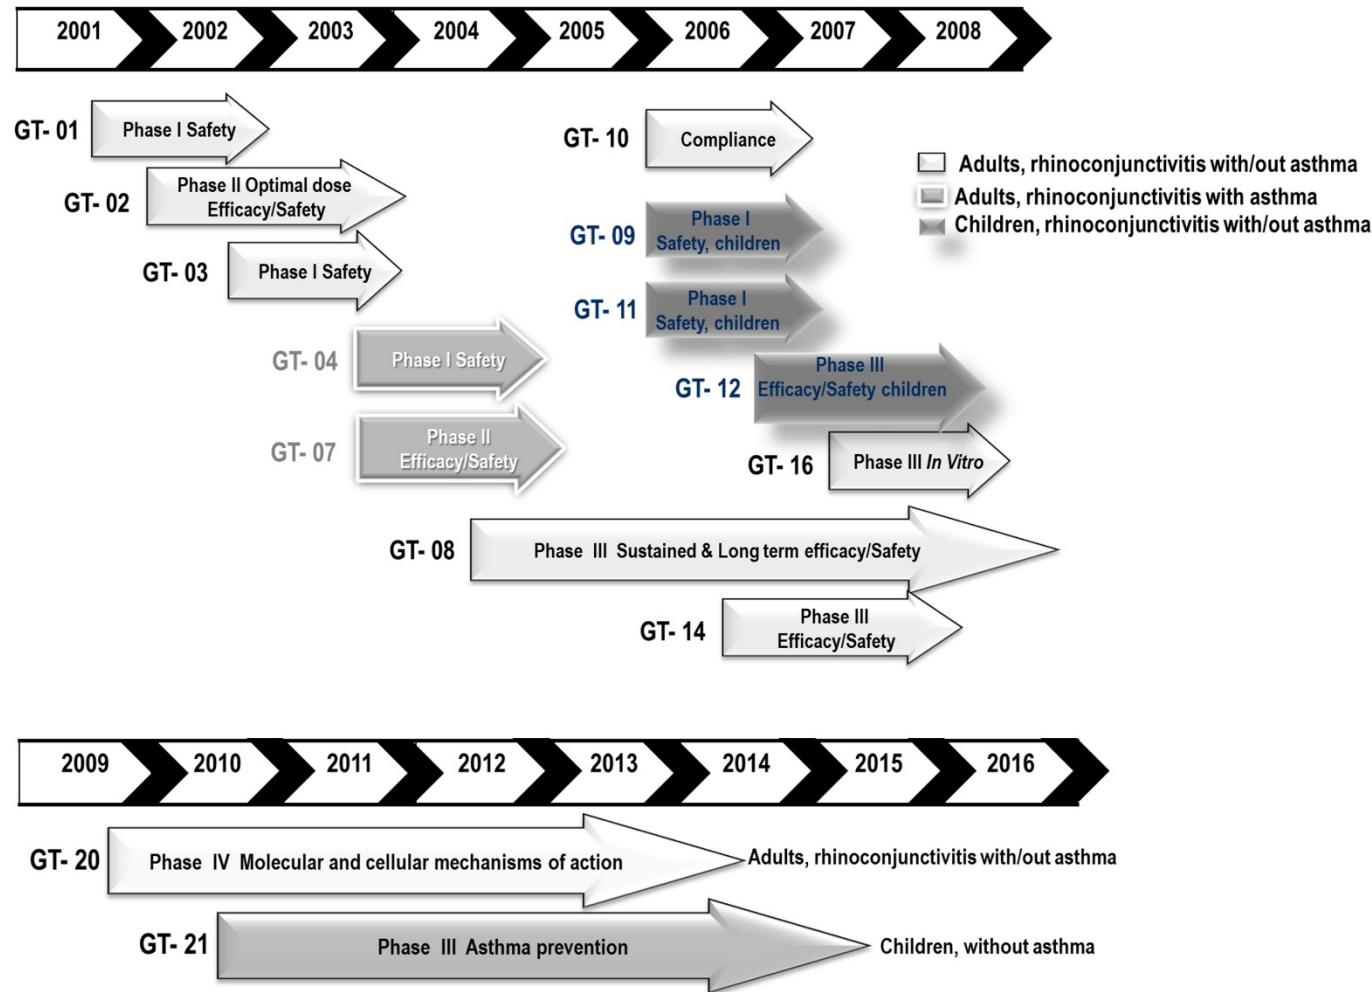 2001 2002 2003 2004 2005 2006 2007 2008
GT- 01
Phase I Safety
GT- 02
Phase II Optimal dose
Efficacy/Safety
GT- 03
Phase I Safety
GT- 04
Phase I Safety
GT- 07
Phase II
Efficacy/Safety
GT- 10
Compliance
GT- 09
Phase I
Safety, children
GT- 11
Phase I
Safety, children
GT- 12
Phase III
Efficacy/Safety children
GT- 16
Phase III In Vitro
GT- 08
Phase III Sustained & Long term efficacy/Safety
GT- 14
Phase III
Efficacy/Safety
Adults, rhinoconjunctivitis with/out asthma
Adults, rhinoconjunctivitis with asthma
Children, rhinoconjunctivitis with/out asthma
2009 2010 2011 2012 2013 2014 2015 2016
GT- 20
Phase IV Molecular and cellular mechanisms of action
Adults, rhinoconjunctivitis with/out asthma
GT- 21
Phase III Asthma prevention
Children, without asthma